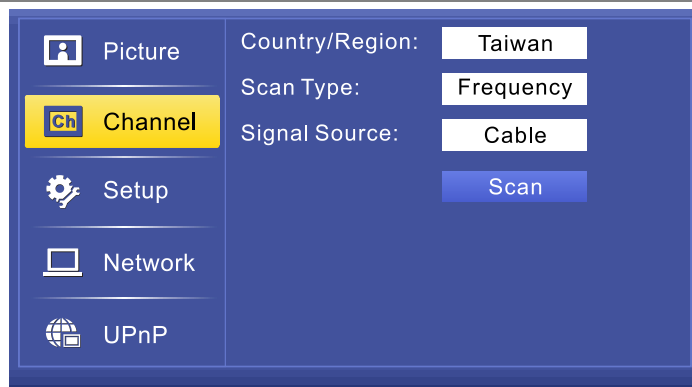 Picture
Ch Channel
Setup
Network
UPnP
Country/Region: Taiwan
Scan Type: Frequency
Signal Source: Cable
Scan